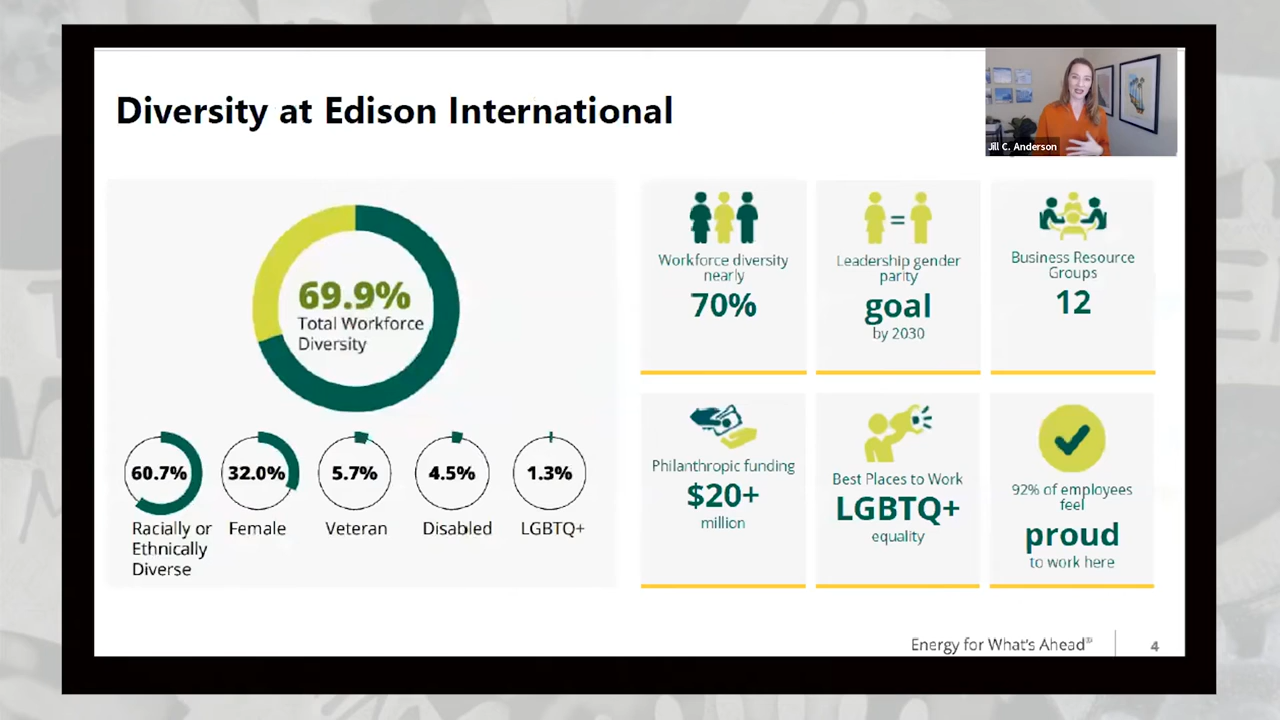 Diversity at Edison International
Jill C. Anderson
69.9%
Total Workforce
Diversity
60.7%
Racially or
Ethnically
Diverse
32.0%
Female
5.7%
Veteran
4.5%
Disabled
1.3%
LGBTQ+
Workforce diversity
nearly
70%
Leadership gender
parity
goal
by 2030
Business Resource
Groups
12
Philanthropic funding
$20+
million
Best Places to Work
LGBTQ+
equality
92% of employees
feel
proud
to work here
Energy for What's Ahead
4